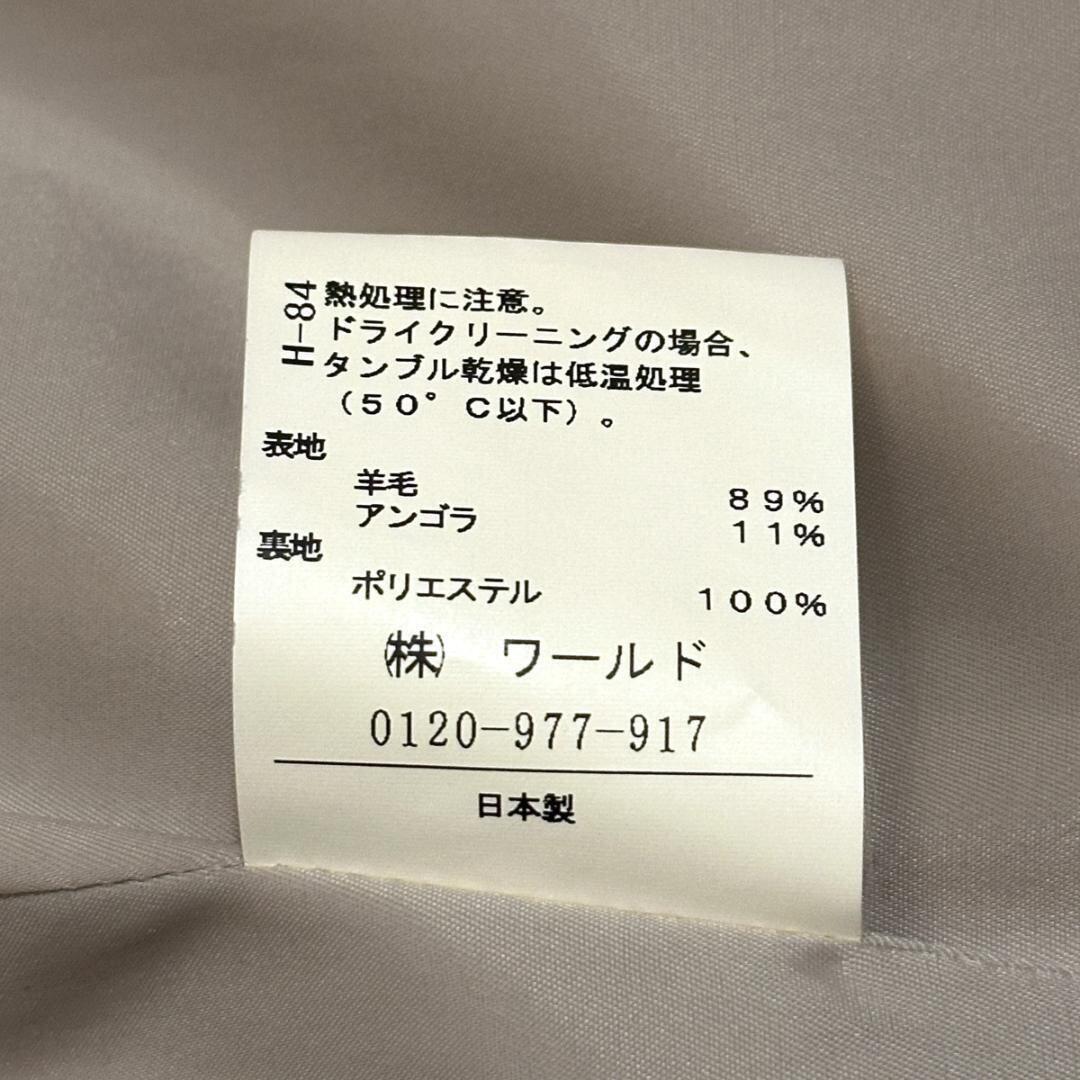 H-84
熱処理に注意。
ドライクリーニングの場合、
タンブル乾燥は低温処理
（50°C以下）。
表地
羊毛 89%
アンゴラ 11%
裏地
ポリエステル 100%
㈱ ワールド
0120-977-917
日本製